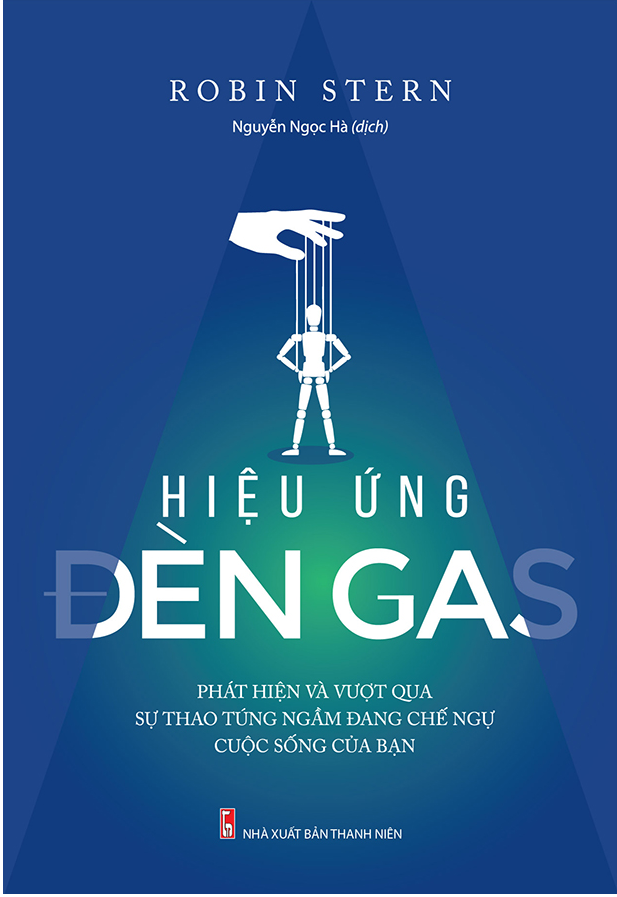 ROBIN STERN
Nguyễn Ngọc Hà (dịch)
HIỆU ỨNG
ĐÈN GAS
PHÁT HIỆN VÀ VƯỢT QUA
SỰ THAO TÚNG NGẦM ĐANG CHẾ NGỰ
CUỘC SỐNG CỦA BẠN
NHÀ XUẤT BẢN THANH NIÊN